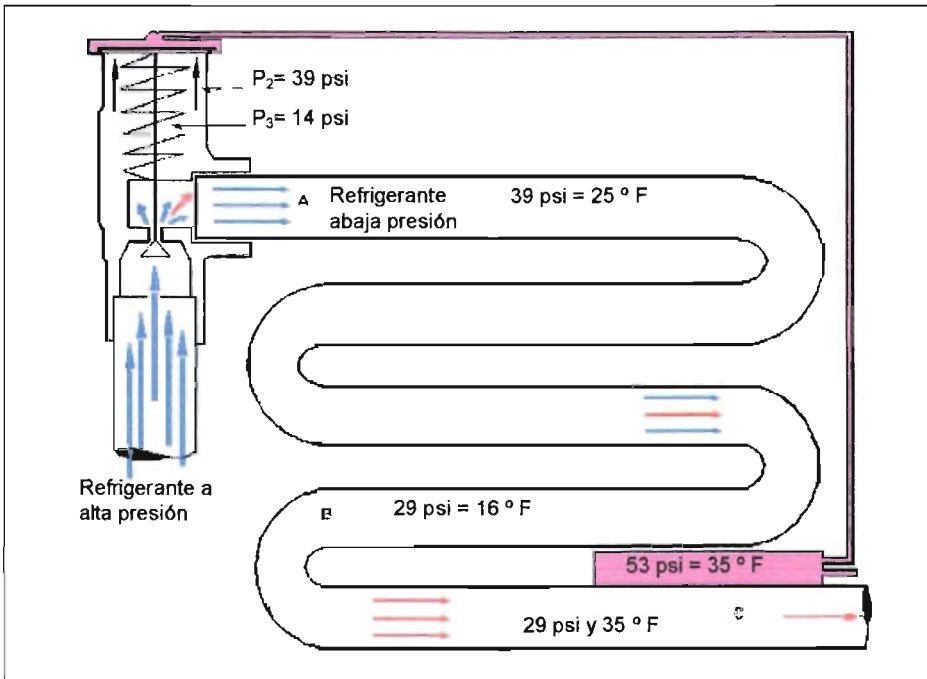 P₂= 39 psi
P₃= 14 psi
A
Refrigerante
abaja presión
39 psi = 25 º F
Refrigerante a
alta presión
B
29 psi = 16 º F
53 psi = 35 º F
C
29 psi y 35 º F